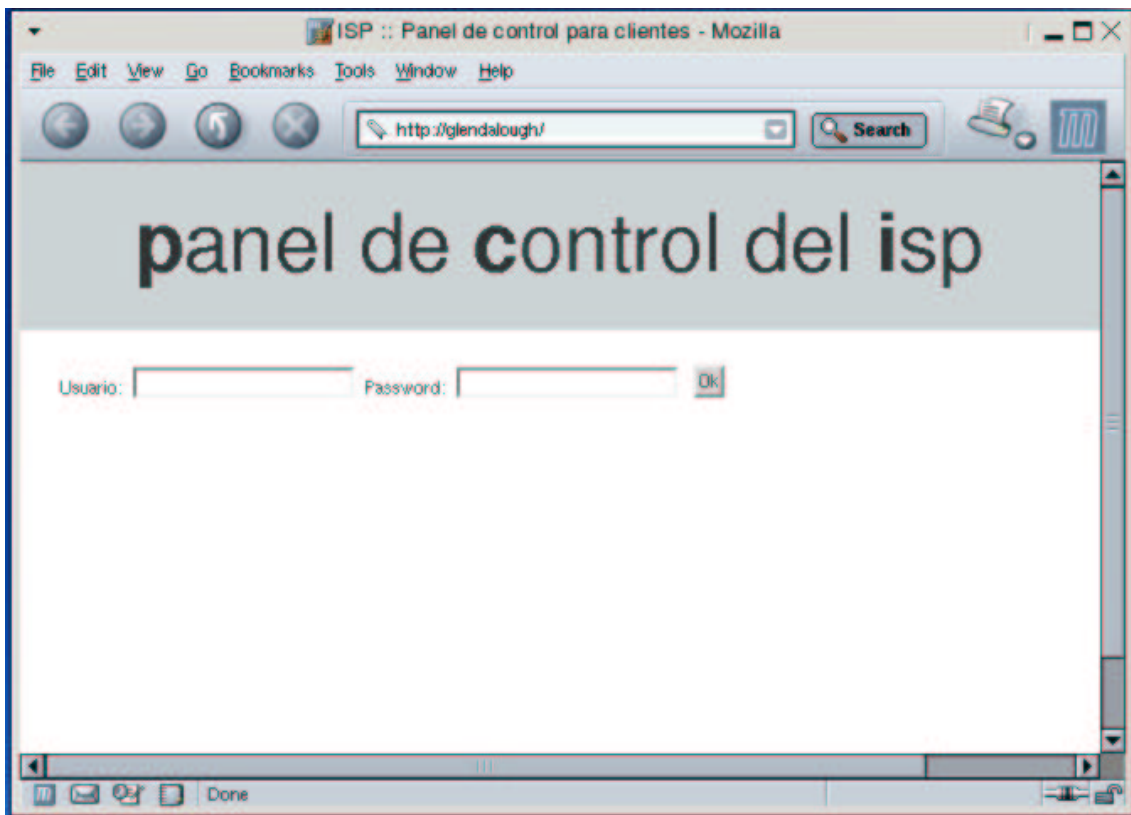 ISP :: Panel de control para clientes - Mozilla
File Edit View Go Bookmarks Tools Window Help
http://glendalough/ Search
panel de control del isp
Usuario: Password: Ok
Done